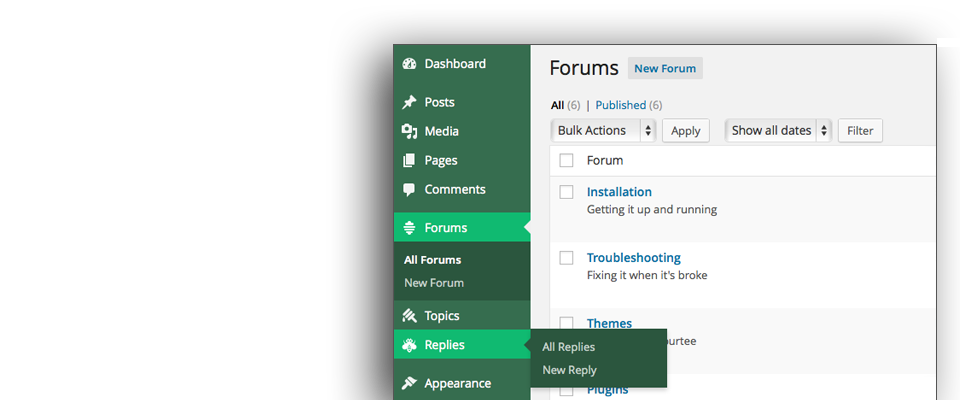 Dashboard
Posts
Media
Pages
Comments
Forums
All Forums
New Forum
Topics
Replies
Appearance
Forums New Forum
All (6) | Published (6)
Bulk Actions Apply Show all dates Filter
Forum
Installation
Getting it up and running
Troubleshooting
Fixing it when it's broke
Themes
All Replies
New Reply
Plugins